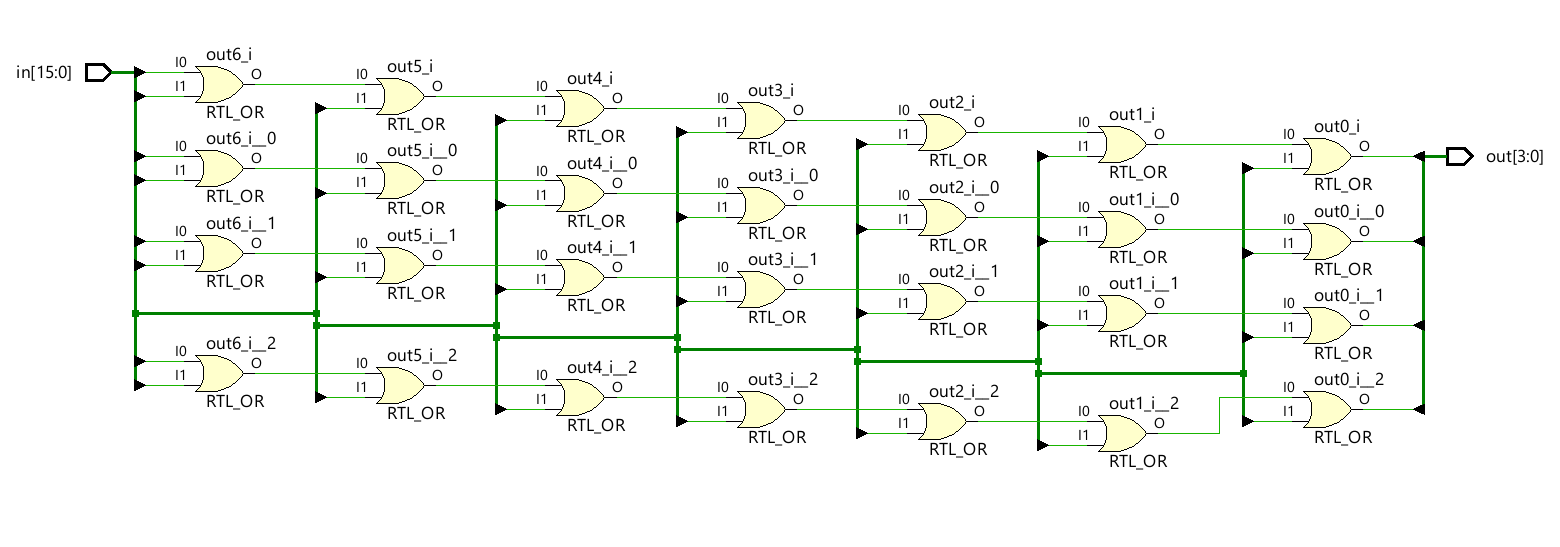 in[15:0]
out6_i
I0
I1
O
RTL_OR
out5_i
I0
I1
O
RTL_OR
out4_i
I0
I1
O
RTL_OR
out3_i
I0
I1
O
RTL_OR
out2_i
I0
I1
O
RTL_OR
out1_i
I0
I1
O
RTL_OR
out0_i
I0
I1
O
RTL_OR
out[3:0]
out6_i__0
I0
I1
O
RTL_OR
out5_i__0
I0
I1
O
RTL_OR
out4_i__0
I0
I1
O
RTL_OR
out3_i__0
I0
I1
O
RTL_OR
out2_i__0
I0
I1
O
RTL_OR
out1_i__0
I0
I1
O
RTL_OR
out0_i__0
I0
I1
O
RTL_OR
out6_i__1
I0
I1
O
RTL_OR
out5_i__1
I0
I1
O
RTL_OR
out4_i__1
I0
I1
O
RTL_OR
out3_i__1
I0
I1
O
RTL_OR
out2_i__1
I0
I1
O
RTL_OR
out1_i__1
I0
I1
O
RTL_OR
out0_i__1
I0
I1
O
RTL_OR
out6_i__2
I0
I1
O
RTL_OR
out5_i__2
I0
I1
O
RTL_OR
out4_i__2
I0
I1
O
RTL_OR
out3_i__2
I0
I1
O
RTL_OR
out2_i__2
I0
I1
O
RTL_OR
out1_i__2
I0
I1
O
RTL_OR
out0_i__2
I0
I1
O
RTL_OR